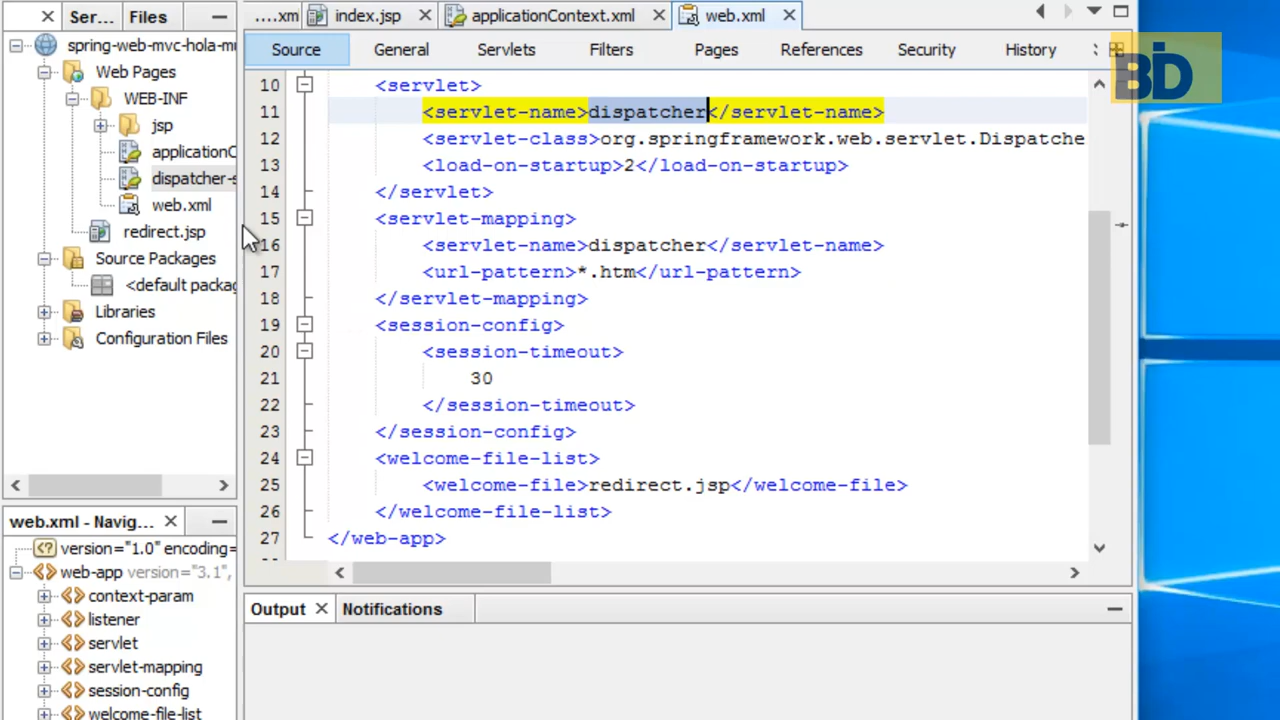 Ser... Files
....xm index.jsp applicationContext.xml web.xml
Source General Servlets Filters Pages References Security History
spring-web-mvc-hola-m
Web Pages
WEB-INF
jsp
applicationC
dispatcher-s
web.xml
redirect.jsp
Source Packages
<default packag
Libraries
Configuration Files
10 <servlet>
11 <servlet-name>dispatcher</servlet-name>
12 <servlet-class>org.springframework.web.servlet.Dispatche
13 <load-on-startup>2</load-on-startup>
14 </servlet>
15 <servlet-mapping>
16 <servlet-name>dispatcher</servlet-name>
17 <url-pattern>*.htm</url-pattern>
18 </servlet-mapping>
19 <session-config>
20 <session-timeout>
21 30
22 </session-timeout>
23 </session-config>
24 <welcome-file-list>
25 <welcome-file>redirect.jsp</welcome-file>
26 </welcome-file-list>
27 </web-app>
web.xml - Navig...
version="1.0" encoding=
web-app version="3.1",
context-param
listener
servlet
servlet-mapping
session-config
welcome-file-list
Output Notifications
BiD